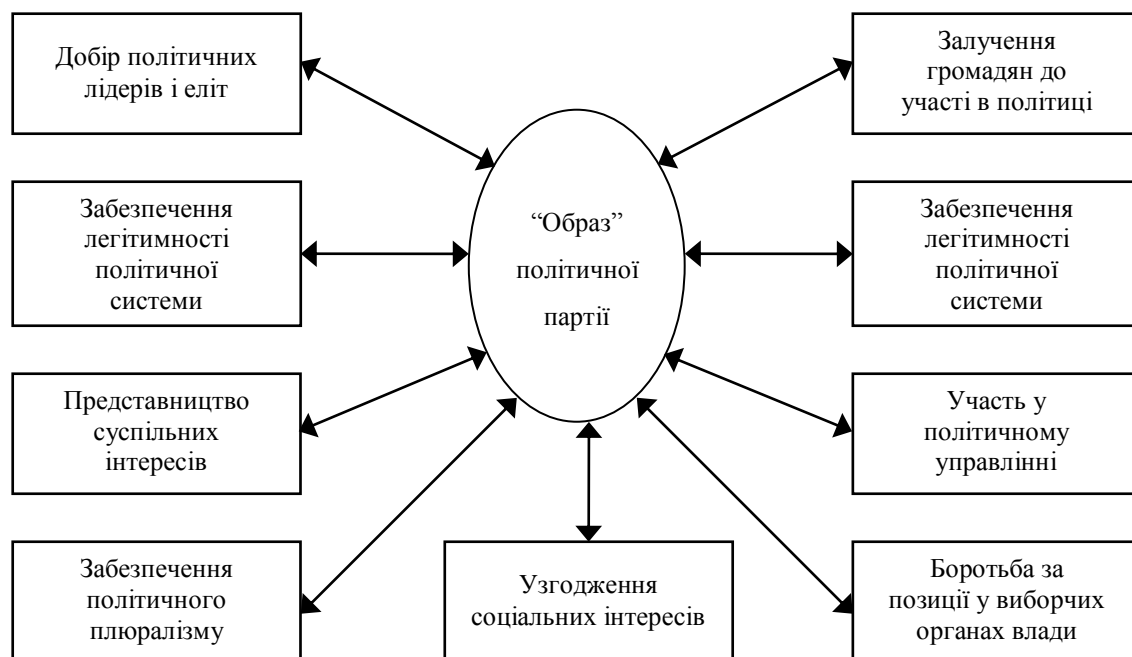 Добір політичних
лідерів і еліт
Залучення
громадян до
участі в політиці
Забезпечення
легітимності
політичної
системи
“Образ”
політичної
партії
Забезпечення
легітимності
політичної
системи
Представництво
суспільних
інтересів
Участь у
політичному
управлінні
Забезпечення
політичного
плюралізму
Узгодження
соціальних інтересів
Боротьба за
позиції у виборчих
органах влади